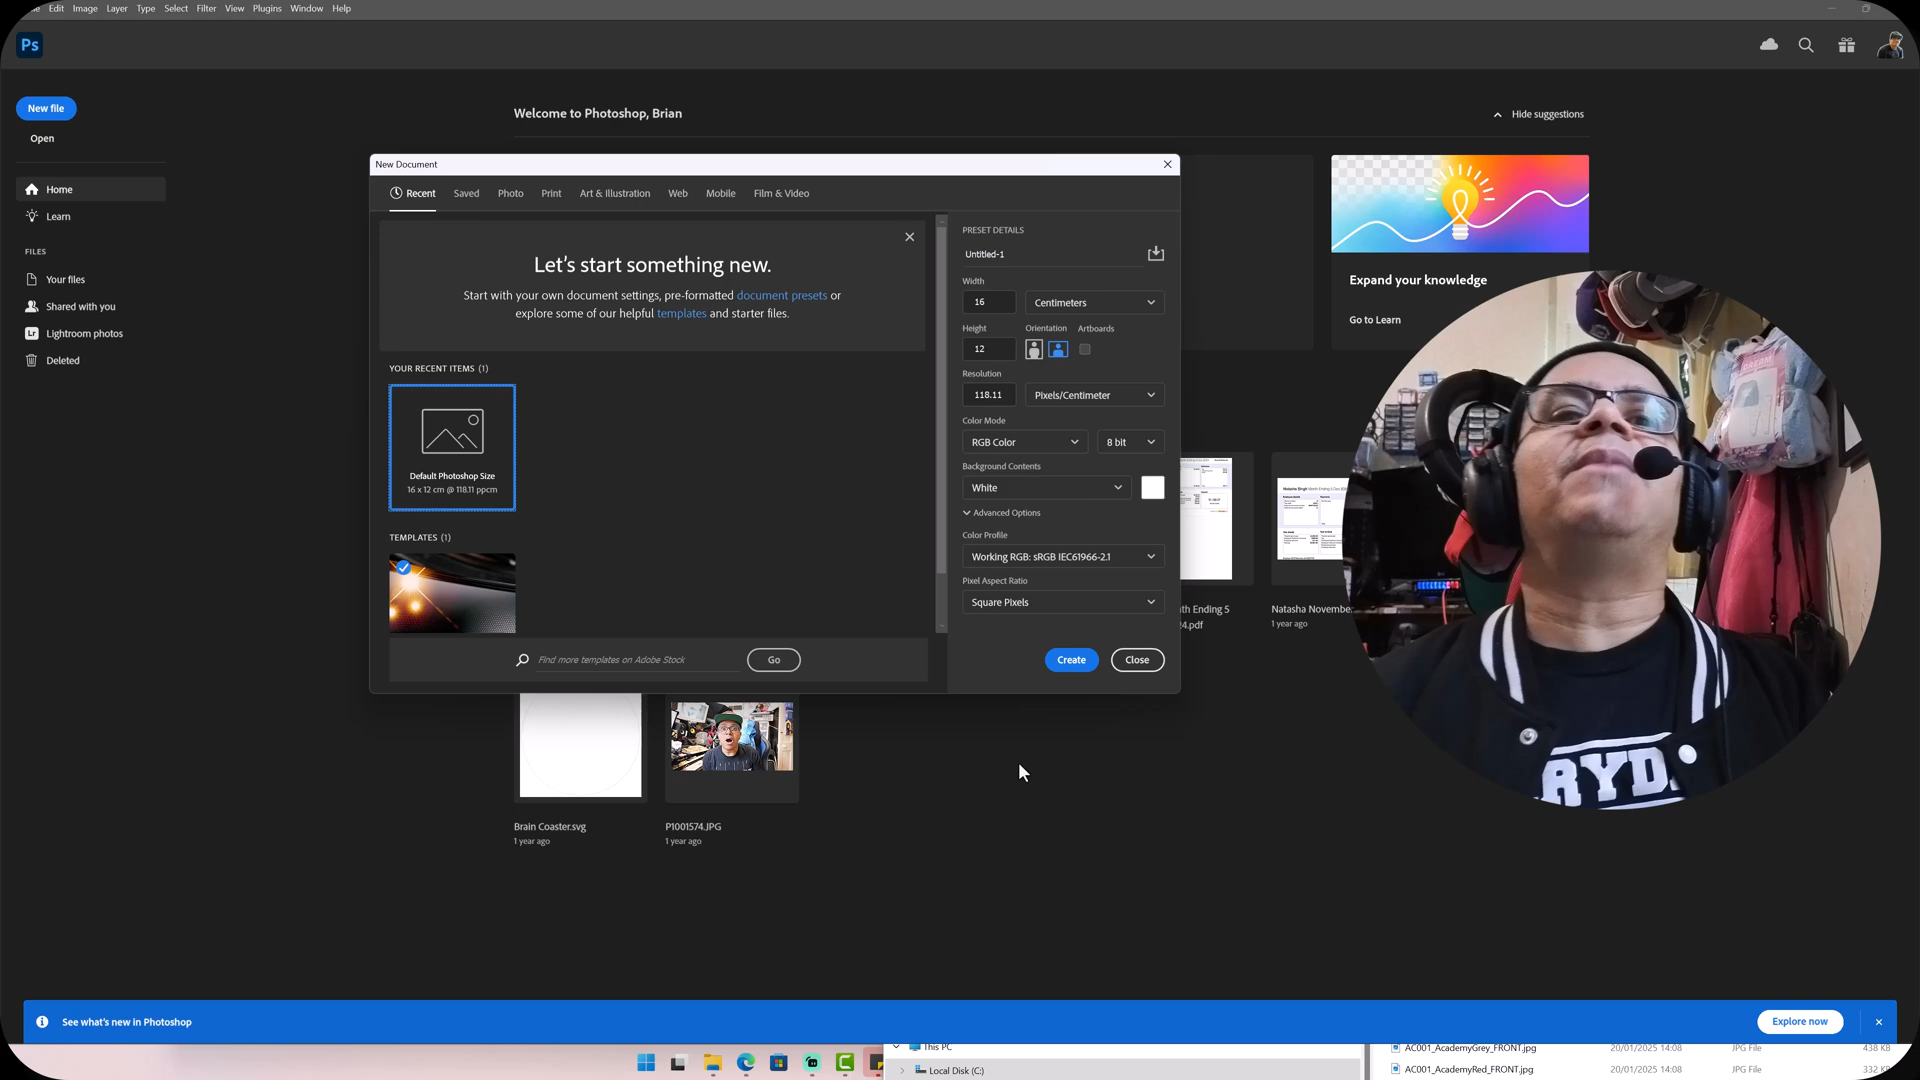 Edit Image Layer Type Select Filter View Plugins Window Help
Ps
New file
Open
Home
Learn
FILES
Your files
Shared with you
Lr Lightroom photos
Deleted
Welcome to Photoshop, Brian
Hide suggestions
New Document
Recent Saved Photo Print Art & Illustration Web Mobile Film & Video
Let's start something new.
Start with your own document settings, pre-formatted document presets or
explore some of our helpful templates and starter files.
YOUR RECENT ITEMS (1)
Default Photoshop Size
16 x 12 cm @ 118.11 ppcm
TEMPLATES (1)
Find more templates on Adobe Stock
Go
PRESET DETAILS
Untitled-1
Width
16 Centimeters
Height Orientation Artboards
12
Resolution
118.11 Pixels/Centimeter
Color Mode
RGB Color 8 bit
Background Contents
White
Advanced Options
Color Profile
Working RGB: sRGB IEC61966-2.1
Pixel Aspect Ratio
Square Pixels
Create Close
Expand your knowledge
Go to Learn
Ending 5
4.pdf
Natasha
1 year ago
Brain Coaster.svg
1 year ago
P1001574.JPG
1 year ago
See what's new in Photoshop
Explore now
This PC
Local Disk (C:)
AC001_AcademyGrey_FRONT.jpg 20/01/2025 14:08 JPG File 438 KB
AC001_AcademyRed_FRONT.jpg 20/01/2025 14:08 JPG File 332 KB